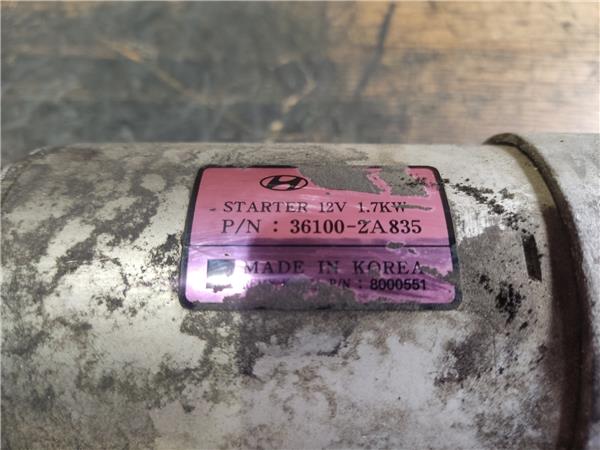 STARTER 12V 1.7KW
P/N : 36100-2A835
MADE IN KOREA
P/N : 8000551